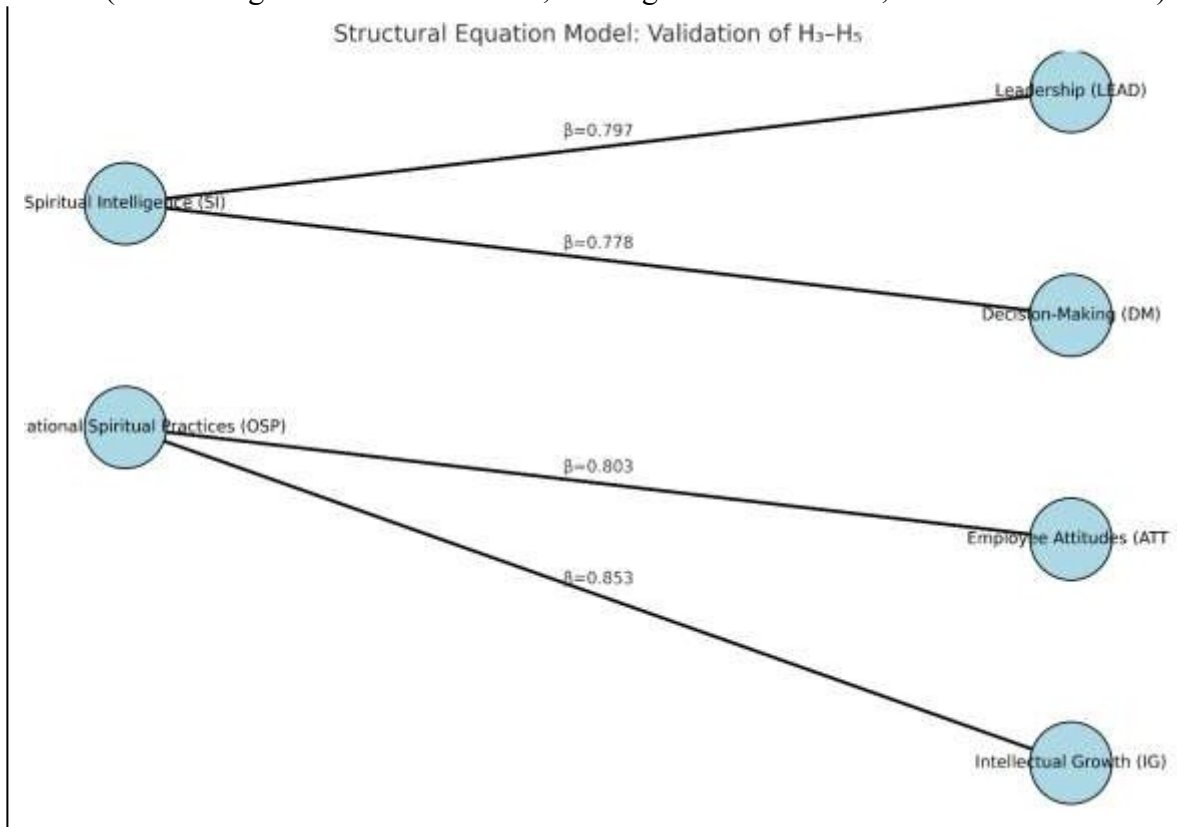 Structural Equation Model: Validation of H₃–H₅
Leadership (LEAD)
β=0.797
Spiritual Intelligence (SI)
β=0.778
Decision-Making (DM)
ational Spiritual Practices (OSP)
β=0.803
Employee Attitudes (ATT
β=0.853
Intellectual Growth (IG)